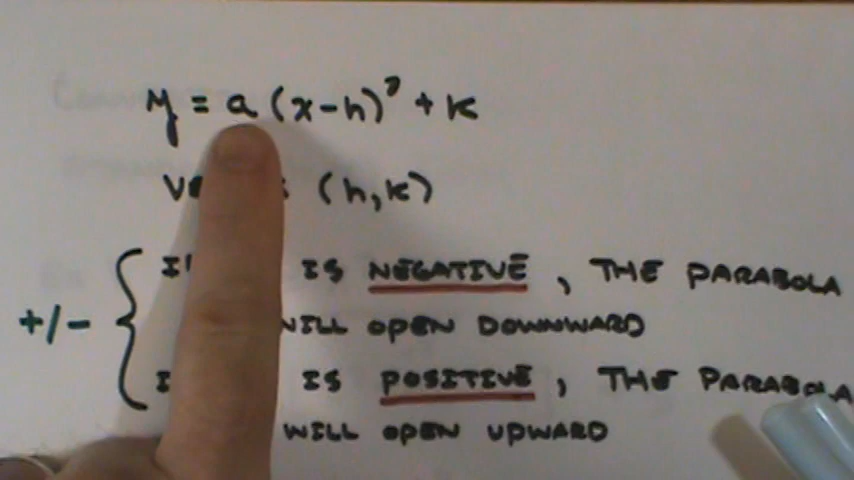 y = a (x-h)² + k
(h,k)
IS NEGATIVE, THE PARABOLA
+/- WILL OPEN DOWNWARD
IS POSITIVE, THE PARABOLA
WILL OPEN UPWARD